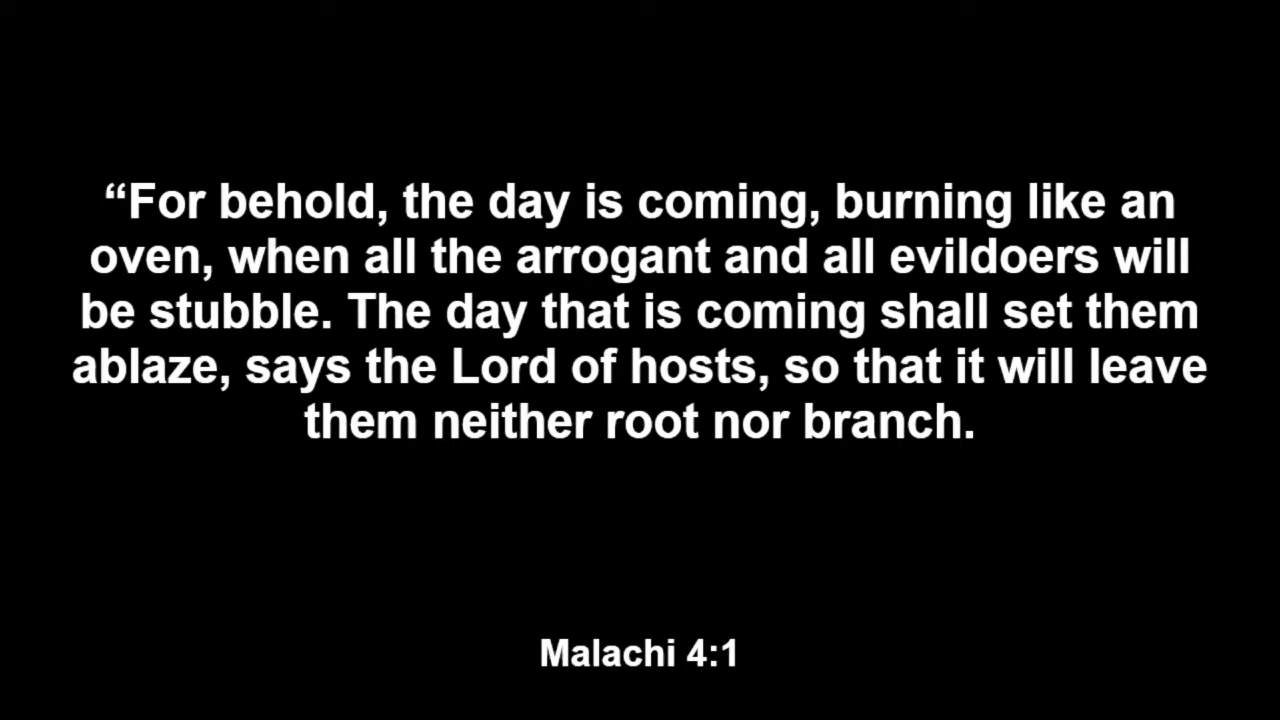 “For behold, the day is coming, burning like an
oven, when all the arrogant and all evildoers will
be stubble. The day that is coming shall set them
ablaze, says the Lord of hosts, so that it will leave
them neither root nor branch.
Malachi 4:1